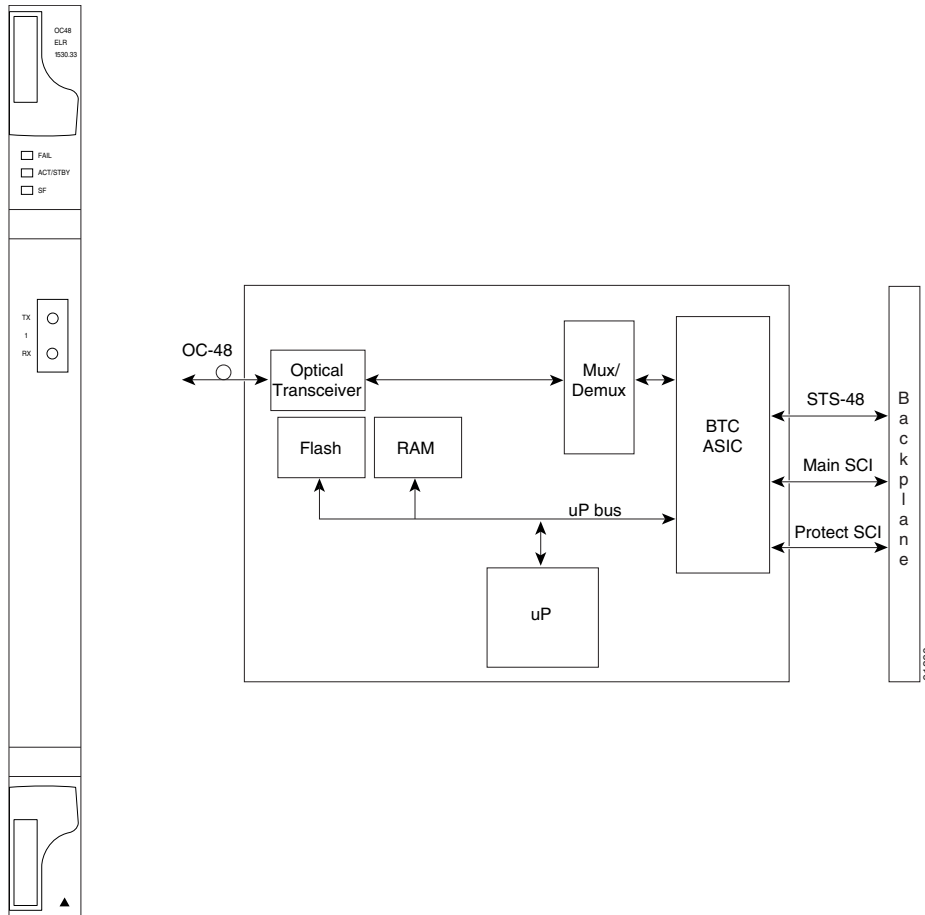 OC48
ELR
1530.33
FAIL
ACT/STBY
SF
TX
1
RX
OC-48
Optical
Transceiver
Flash
RAM
Mux/
Demux
BTC
ASIC
uP bus
uP
STS-48
Main SCI
Protect SCI
Backplane